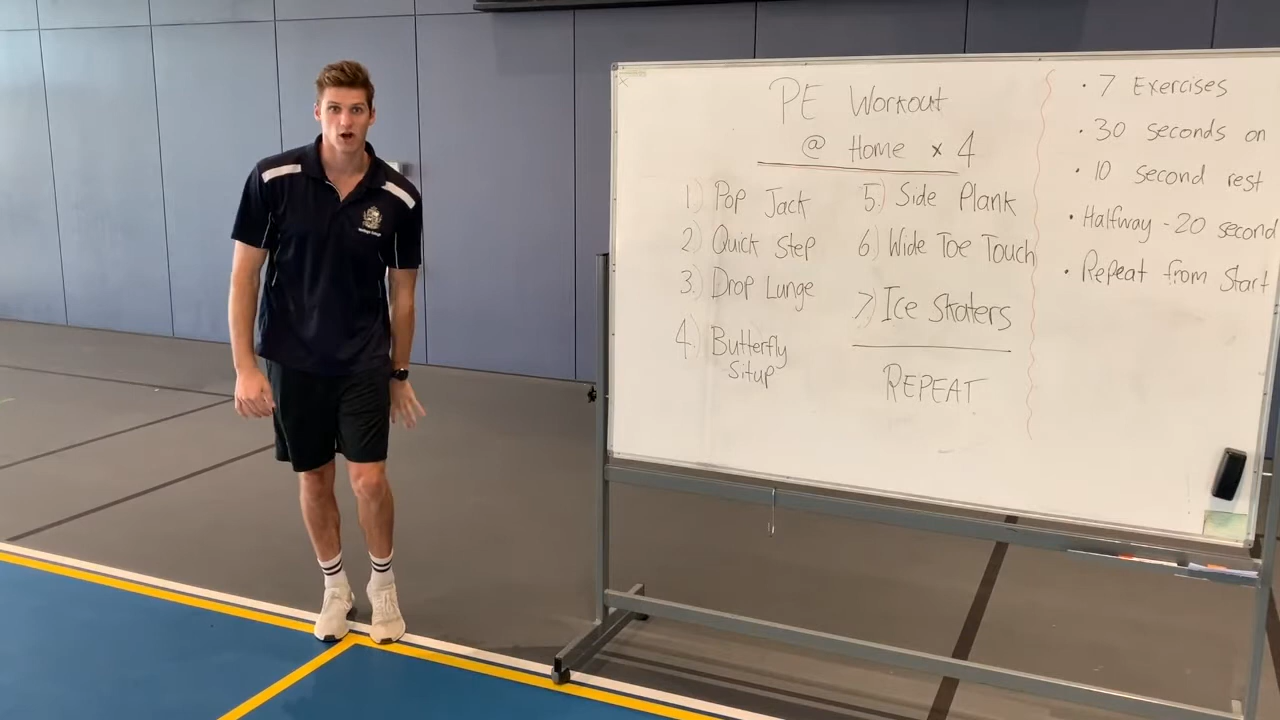 PE Workout
@ Home x 4
1) Pop Jack
2) Quick Step
3) Drop Lunge
4) Butterfly
Situp
5) Side Plank
6) Wide Toe Touch
7) Ice Skaters
REPEAT
• 7 Exercises
• 30 seconds on
• 10 second rest
• Halfway - 20 second
• Repeat from Start